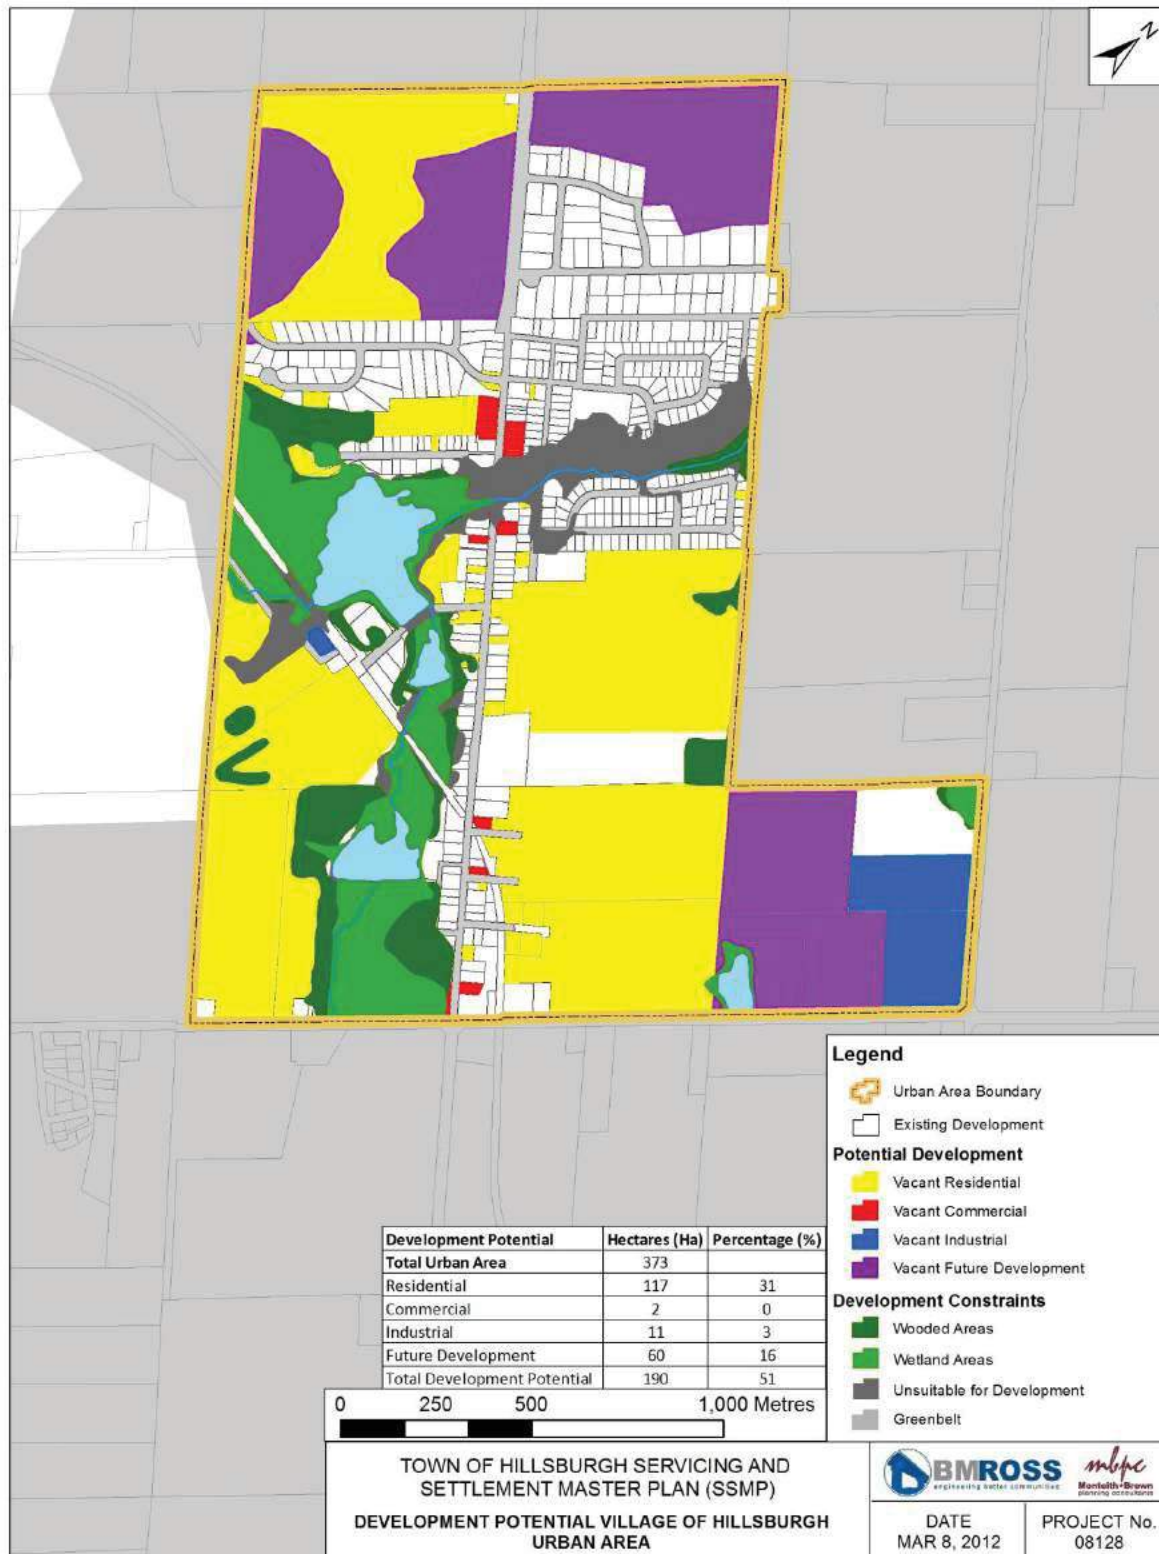 N
Legend
Urban Area Boundary
Existing Development
Potential Development
Vacant Residential
Vacant Commercial
Vacant Industrial
Vacant Future Development
Development Constraints
Wooded Areas
Wetland Areas
Unsuitable for Development
Greenbelt
Development Potential Hectares (Ha) Percentage (%)
Total Urban Area 373
Residential 117 31
Commercial 2 0
Industrial 11 3
Future Development 60 16
Total Development Potential 190 51
0 250 500 1,000 Metres
TOWN OF HILLSBURGH SERVICING AND
SETTLEMENT MASTER PLAN (SSMP)
DEVELOPMENT POTENTIAL VILLAGE OF HILLSBURGH
URBAN AREA
BMROSS
engineering better communities
mbpc
Monteith•Brown
planning consultants
DATE
MAR 8, 2012
PROJECT No.
08128